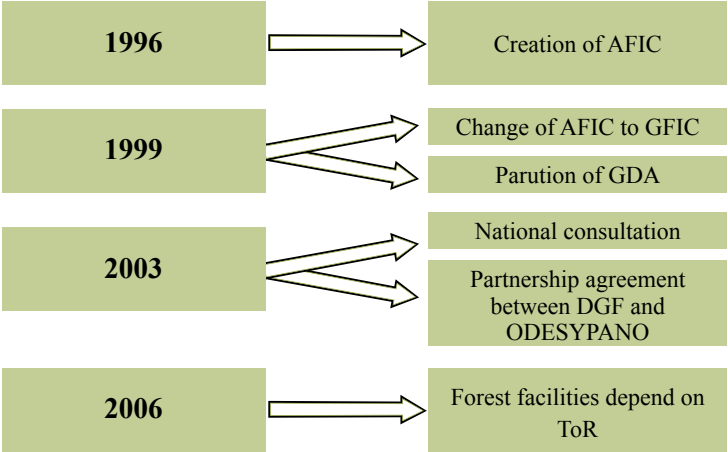 1996
Creation of AFIC
1999
Change of AFIC to GFIC
Parution of GDA
2003
National consultation
Partnership agreement
between DGF and
ODESYPANO
2006
Forest facilities depend on
ToR